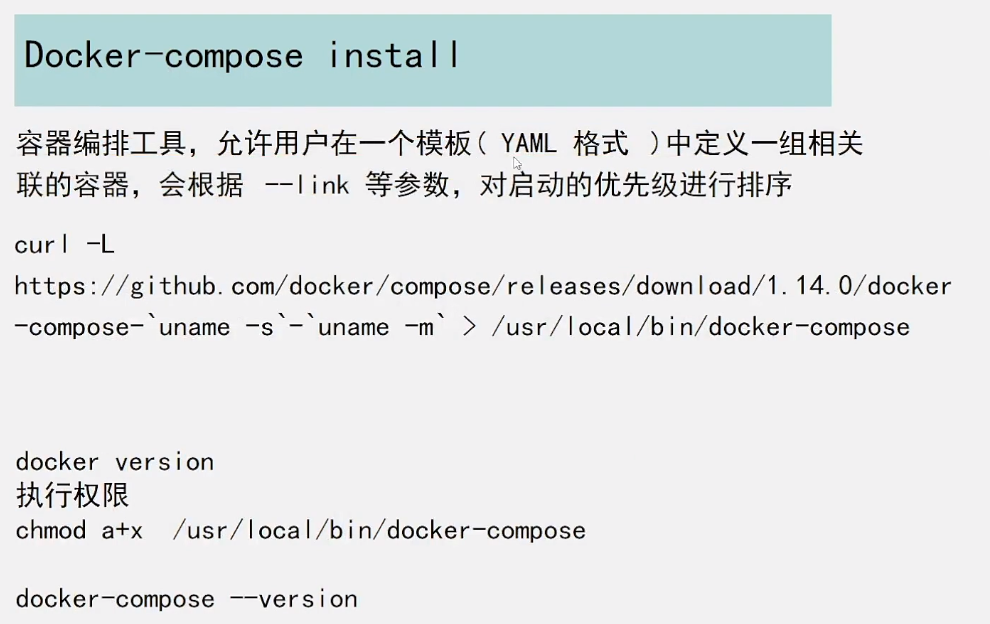 Docker-compose install
容器编排工具，允许用户在一个模板( YAML 格式 )中定义一组相关
联的容器，会根据 --link 等参数，对启动的优先级进行排序
curl -L
https://github.com/docker/compose/releases/download/1.14.0/docker
-compose-`uname -s`-`uname -m` > /usr/local/bin/docker-compose
docker version
执行权限
chmod a+x  /usr/local/bin/docker-compose
docker-compose --version